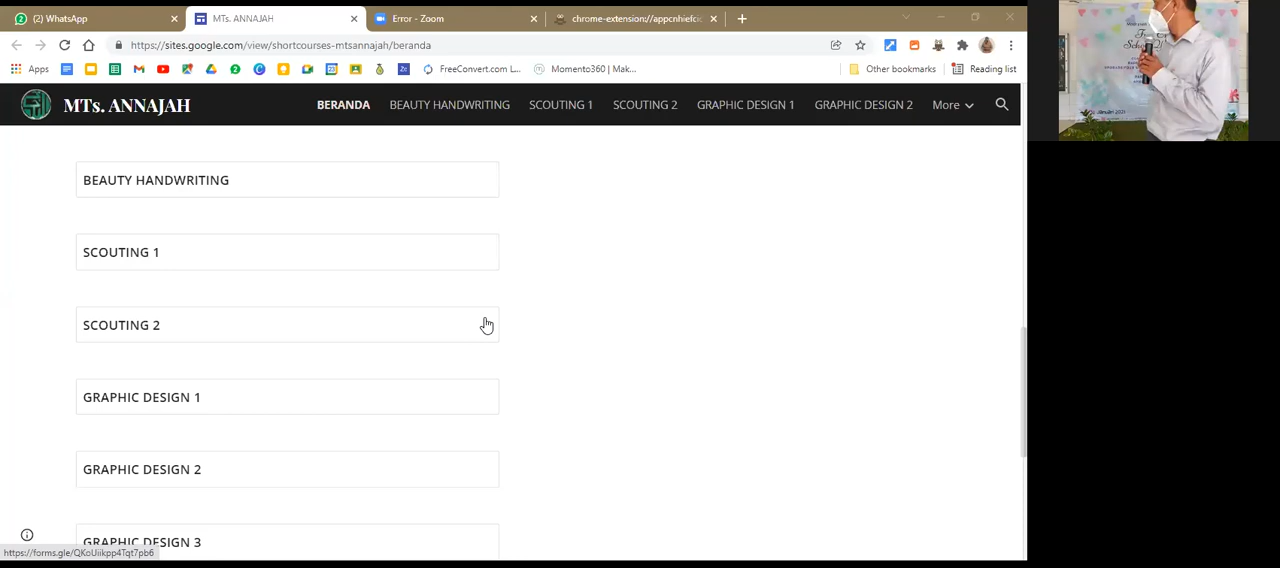 (2) WhatsApp
MTs. ANNAJAH
Error - Zoom
chrome-extension://appcnhiefcic
https://sites.google.com/view/shortcourses-mtsannajah/beranda
Apps
FreeConvert.com L...
Momento360 | Mak...
Other bookmarks
Reading list
MTs. ANNAJAH
BERANDA
BEAUTY HANDWRITING
SCOUTING 1
SCOUTING 2
GRAPHIC DESIGN 1
GRAPHIC DESIGN 2
More
BEAUTY HANDWRITING
SCOUTING 1
SCOUTING 2
GRAPHIC DESIGN 1
GRAPHIC DESIGN 2
GRAPHIC DESIGN 3
https://forms.gle/QKoUiikpp4Tqt7pb6